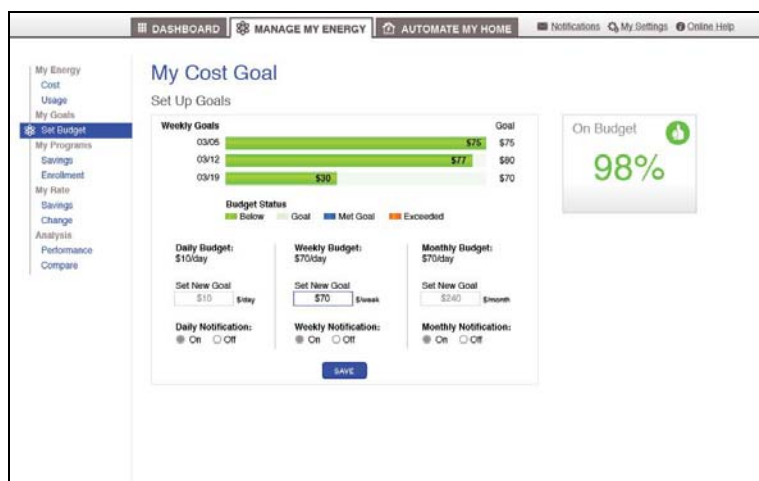 DASHBOARD MANAGE MY ENERGY AUTOMATE MY HOME Notifications My Settings Online Help
My Energy
Cost
Usage
My Goals
Set Budget
My Programs
Savings
Enrollment
My Rate
Savings
Change
Analysis
Performance
Compare
My Cost Goal
Set Up Goals
Weekly Goals Goal
03/05 $75 $75
03/12 $77 $80
03/19 $30 $70
Budget Status
Below Goal Met Goal Exceeded
Daily Budget: Weekly Budget: Monthly Budget:
$10/day $70/day $70/day
Set New Goal Set New Goal Set New Goal
$10 $/day $70 $/week $240 $/month
Daily Notification: Weekly Notification: Monthly Notification:
On Off On Off On Off
SAVE
On Budget
98%